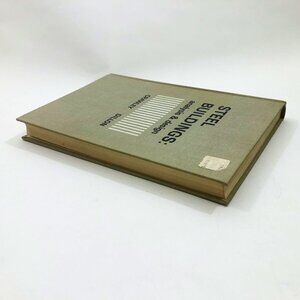 STEEL
BUILDINGS:
analysis & design
CRAWLEY DILLON